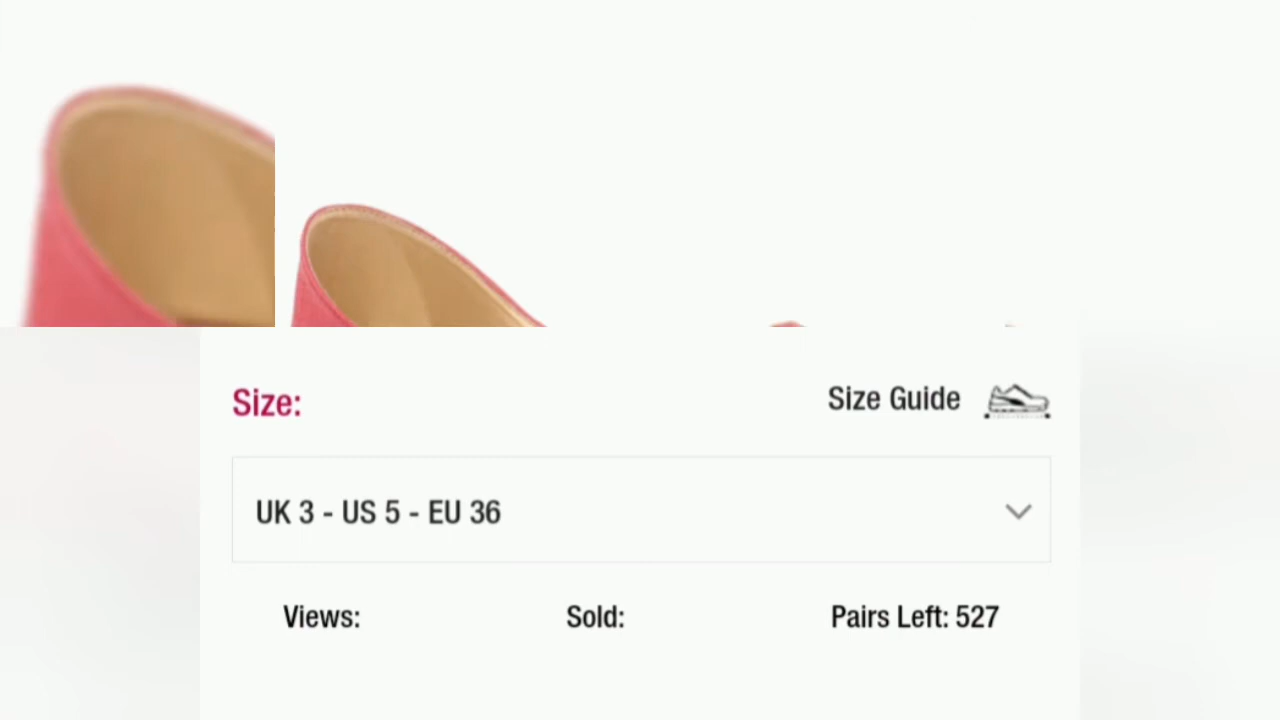 Size:
Size Guide
UK 3 - US 5 - EU 36
Views:
Sold:
Pairs Left: 527